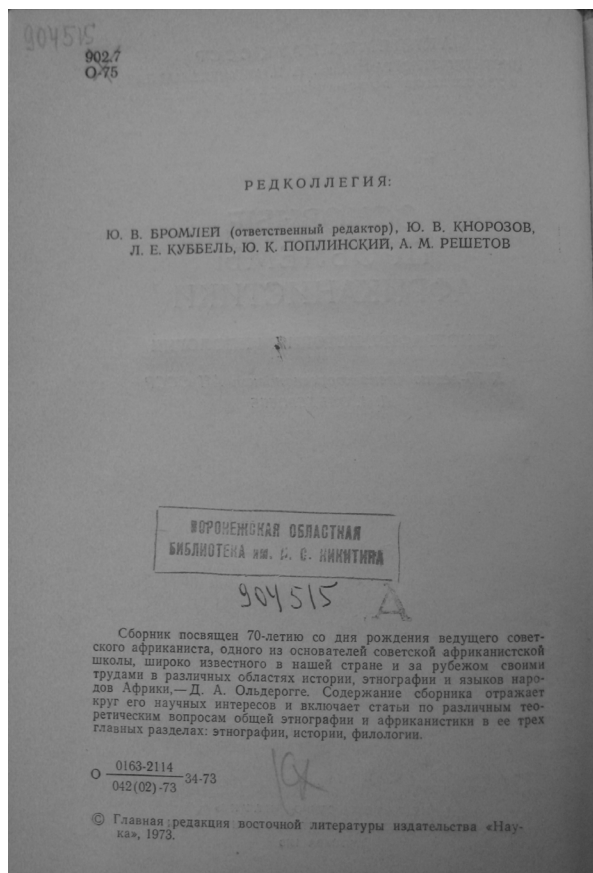 904515
902.7
О-75
РЕДКОЛЛЕГИЯ:
Ю. В. БРОМЛЕЙ (ответственный редактор), Ю. В. КНОРОЗОВ,
Л. Е. КУББЕЛЬ, Ю. К. ПОПЛИНСКИЙ, А. М. РЕШЕТОВ
ВОРОНЕЖСКАЯ ОБЛАСТНАЯ
БИБЛИОТЕКА им. И. С. НИКИТИНА
904515
Сборник посвящен 70-летию со дня рождения ведущего совет-
ского африканиста, одного из основателей советской африканистской
школы, широко известного в нашей стране и за рубежом своими
трудами в различных областях истории, этнографии и языков наро-
дов Африки,— Д. А. Ольдерогге. Содержание сборника отражает
круг его научных интересов и включает статьи по различным тео-
ретическим вопросам общей этнографии и африканистики в ее трех
главных разделах: этнографии, истории, филологии.
О 0163-2114 34-73
042(02)-73
© Главная редакция восточной литературы издательства «Нау-
ка», 1973.